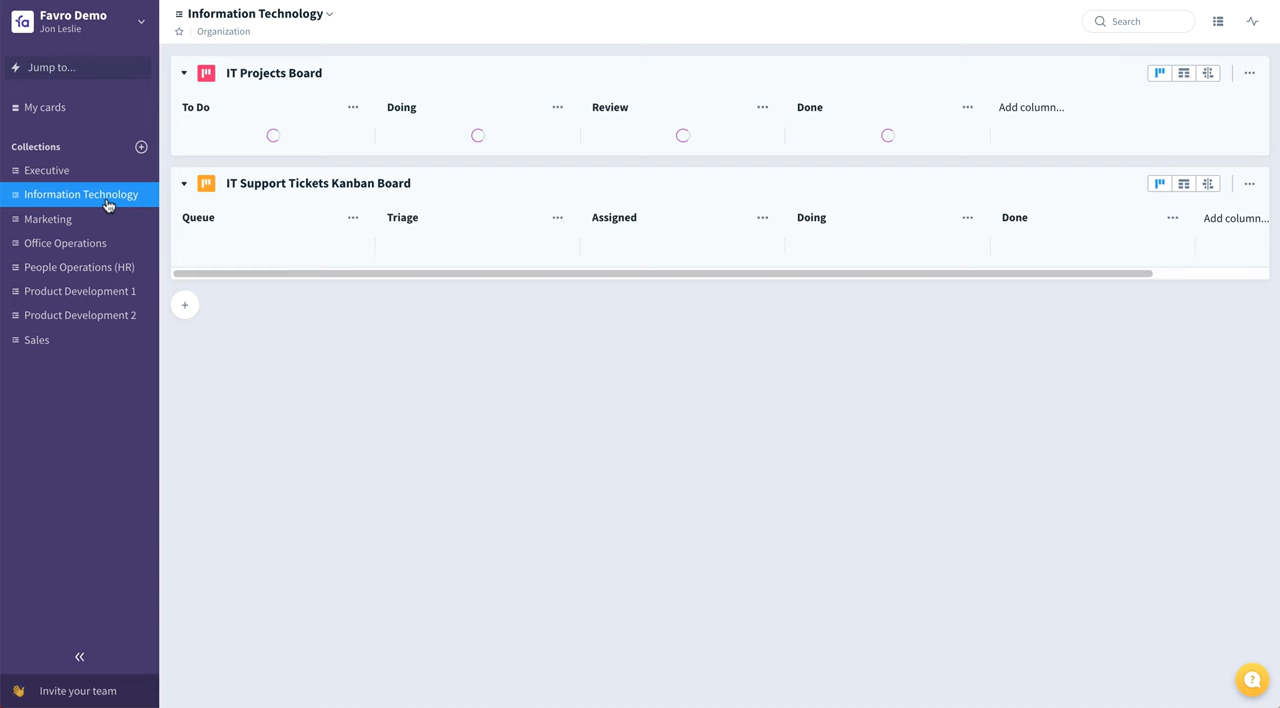 Favro Demo
Jon Leslie
Jump to...
My cards
Collections
Executive
Information Technology
Marketing
Office Operations
People Operations (HR)
Product Development 1
Product Development 2
Sales
Invite your team
Information Technology
Organization
Search
IT Projects Board
To Do
Doing
Review
Done
Add column...
IT Support Tickets Kanban Board
Queue
Triage
Assigned
Doing
Done
Add column...